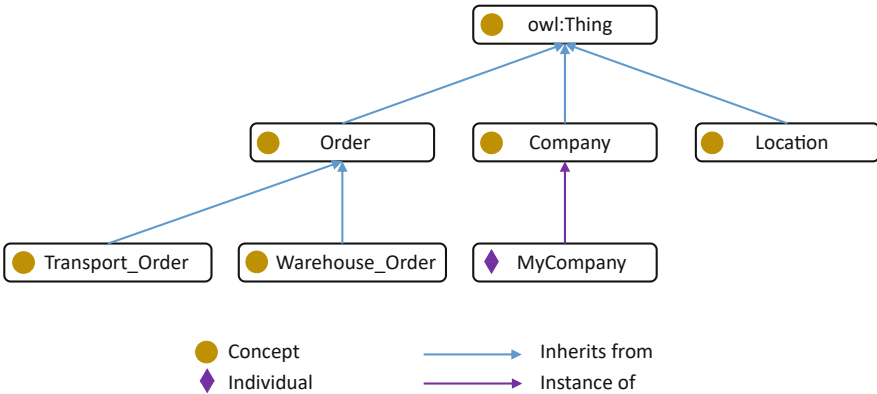 owl:Thing
Order
Company
Location
Transport_Order
Warehouse_Order
MyCompany
Concept
Inherits from
Individual
Instance of